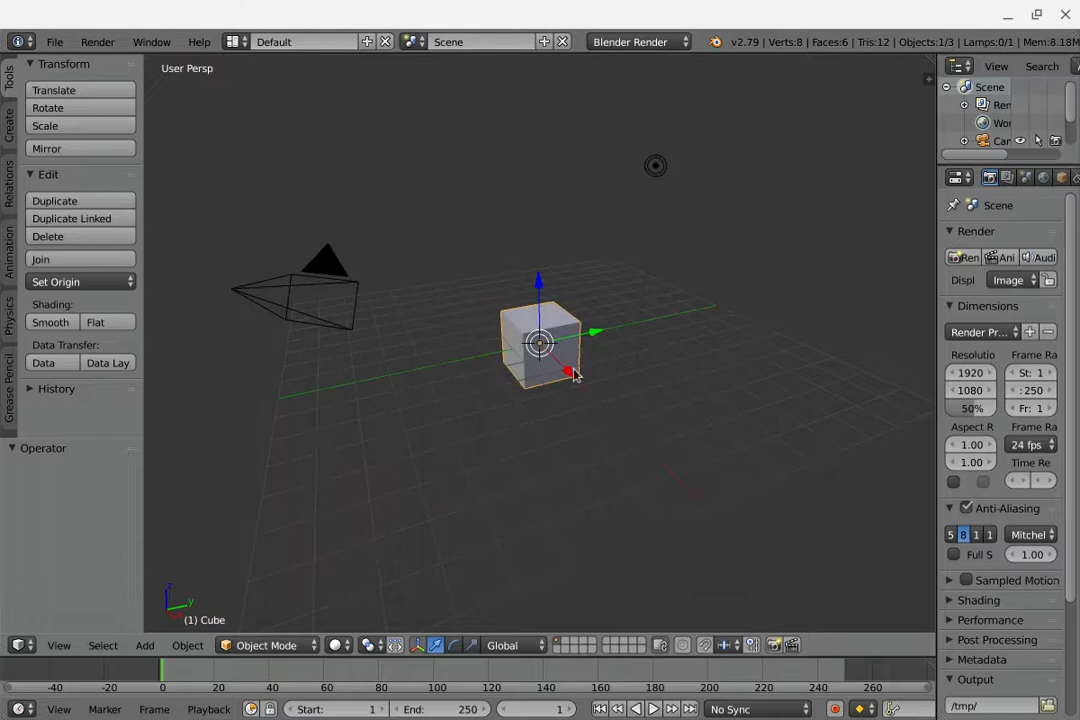 File Render Window Help Default Scene Blender Render v2.79 | Verts:8 | Faces:6 | Tris:12 | Objects:1/3 | Lamps:0/1 | Mem:8.18M
Tools
Create
Relations
Animation
Physics
Grease Pencil
Transform
Translate
Rotate
Scale
Mirror
Edit
Duplicate
Duplicate Linked
Delete
Join
Set Origin
Shading:
Smooth Flat
Data Transfer:
Data Data Lay
History
Operator
User Persp
z
y
(1) Cube
View Search
Scene
Ren
Wor
Car
Scene
Render
Ren Ani Audi
Displ Image
Dimensions
Render Pr...
Resolutio Frame Ra
1920 St: 1
1080 : 250
50% Fr: 1
Aspect R Frame Ra
1.00 24 fps
1.00 Time Re
Anti-Aliasing
5 8 1 1 Mitchel
Full S 1.00
Sampled Motion
Shading
Performance
Post Processing
Metadata
Output
/tmp/
View Select Add Object Object Mode Global
-40 -20 0 20 40 60 80 100 120 140 160 180 200 220 240 260
View Marker Frame Playback Start: 1 End: 250 1 No Sync